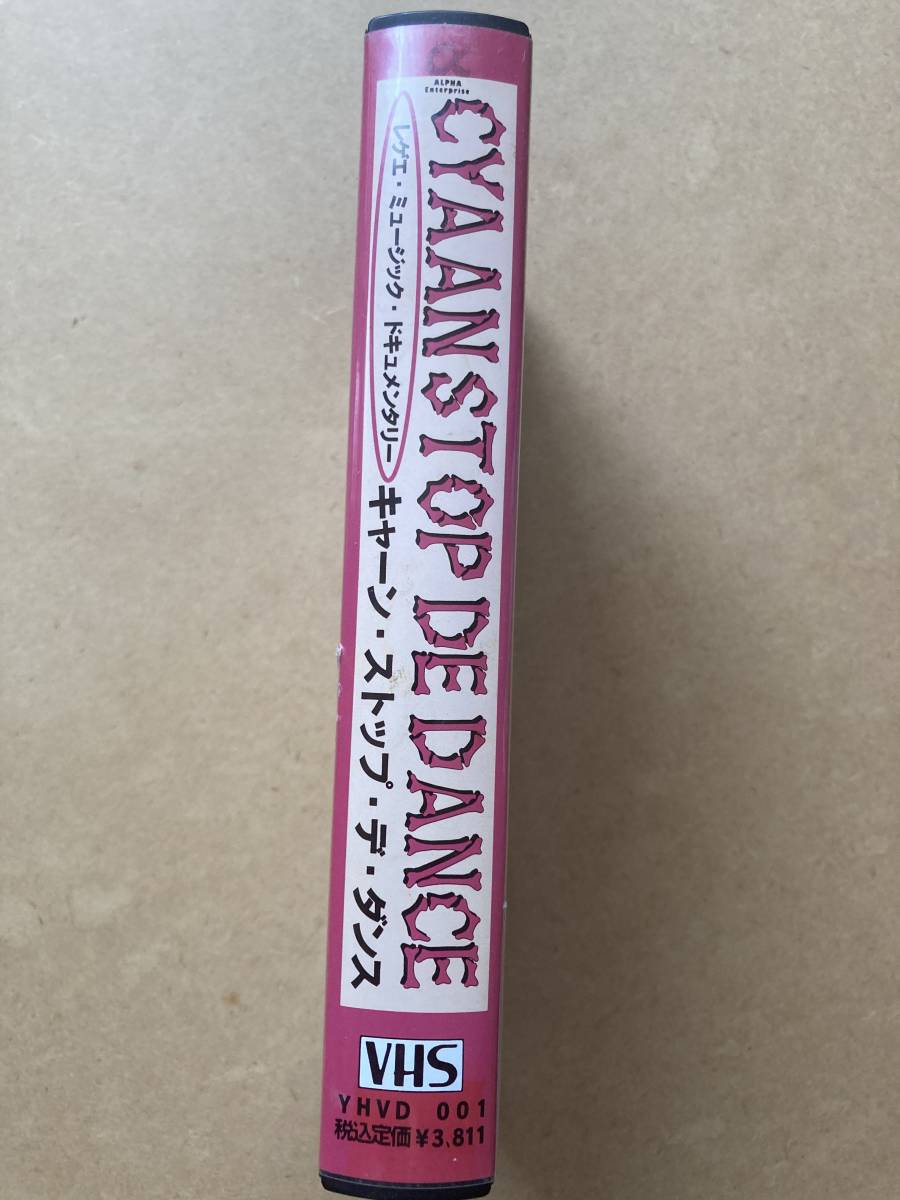 ALPHA
Enterprise
CYAAN STOP DE DANCE
レゲエ・ミュージック・ドキュメンタリー
キャーン・ストップ・デ・ダンス
VHS
YHVD 001
税込定価¥3,811